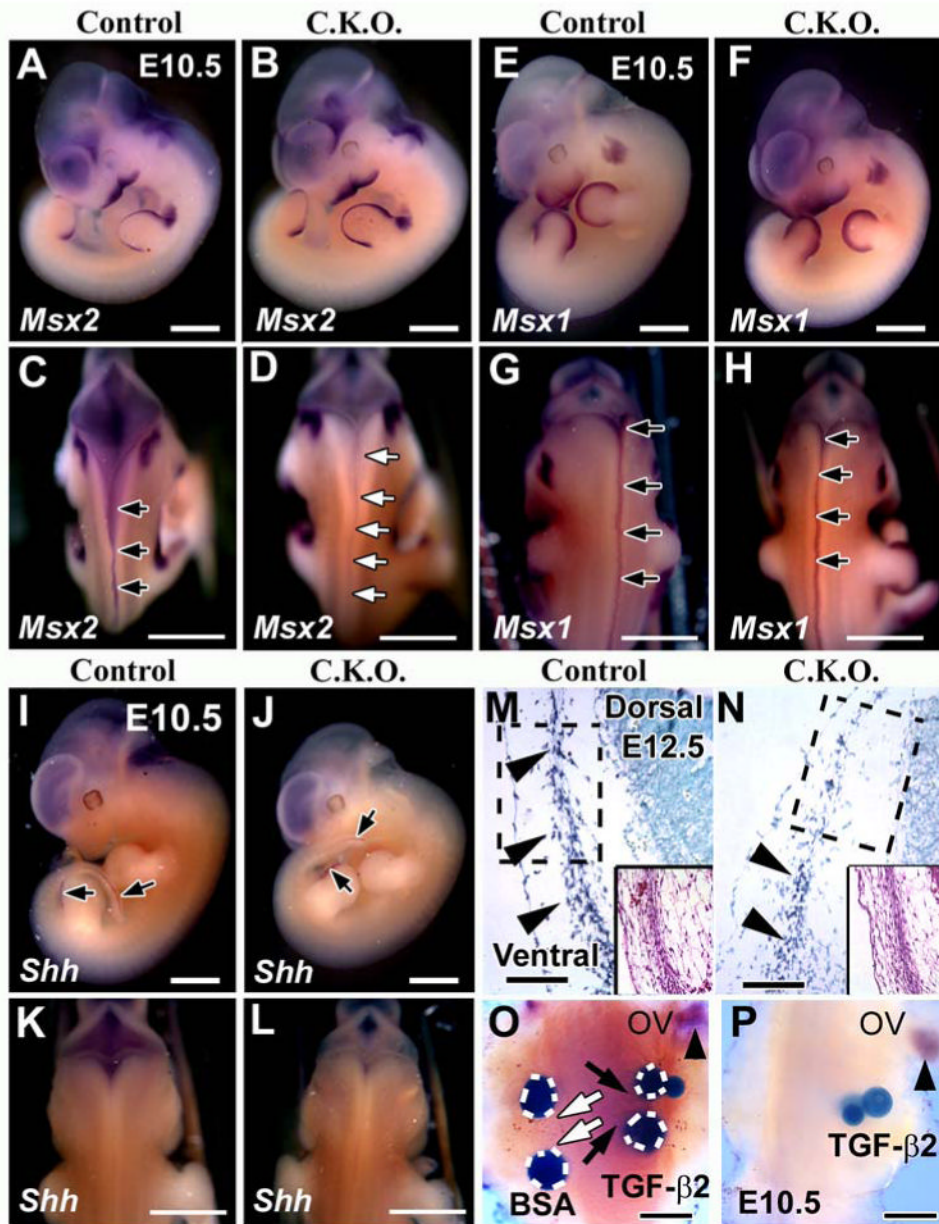 Control C.K.O. Control C.K.O.
A E10.5 B E E10.5 F
Msx2 Msx2 Msx1 Msx1
C D G H
Msx2 Msx2 Msx1 Msx1
Control C.K.O. Control C.K.O.
I E10.5 J M Dorsal N
E12.5
Ventral
Shh Shh
K L O OV P OV
TGF-β2
BSA TGF-β2
Shh Shh E10.5